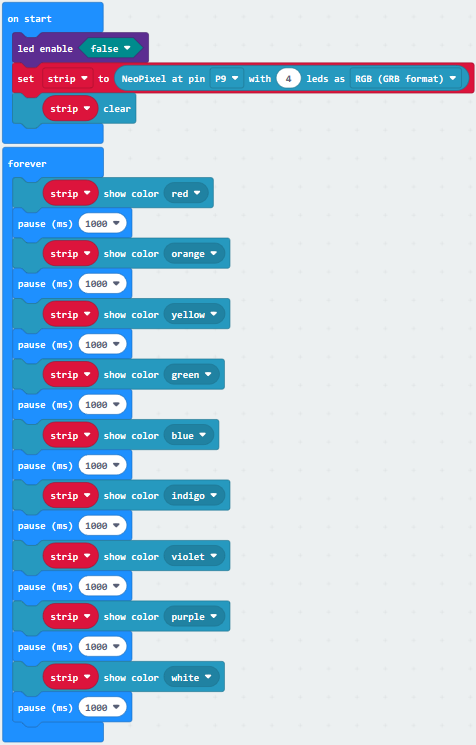 on start
led enable false
set strip to NeoPixel at pin P9 with 4 leds as RGB (GRB format)
strip clear
forever
strip show color red
pause (ms) 1000
strip show color orange
pause (ms) 1000
strip show color yellow
pause (ms) 1000
strip show color green
pause (ms) 1000
strip show color blue
pause (ms) 1000
strip show color indigo
pause (ms) 1000
strip show color violet
pause (ms) 1000
strip show color purple
pause (ms) 1000
strip show color white
pause (ms) 1000